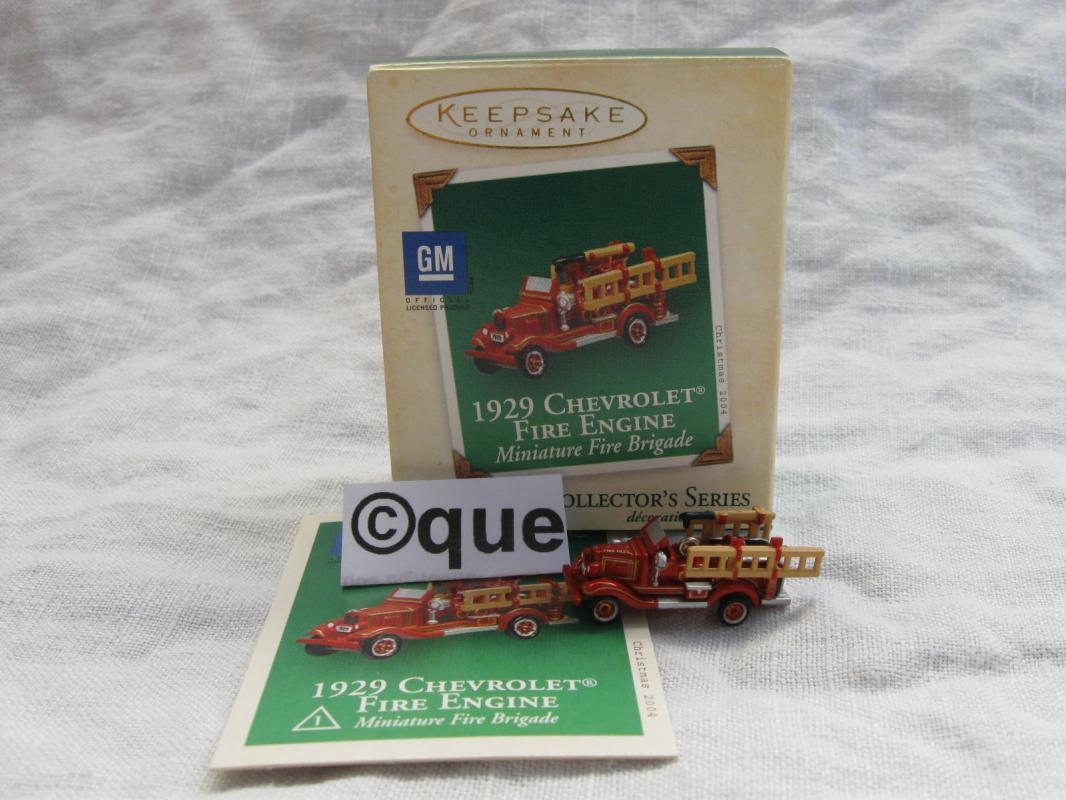 KEEPSAKE
ORNAMENT
GM
OFFICIAL
LICENSED PRODUCT
Christmas 2004
1929 CHEVROLET®
FIRE ENGINE
Miniature Fire Brigade
COLLECTOR'S SERIES
©que
1929 CHEVROLET®
FIRE ENGINE
1
Miniature Fire Brigade
Christmas 2004